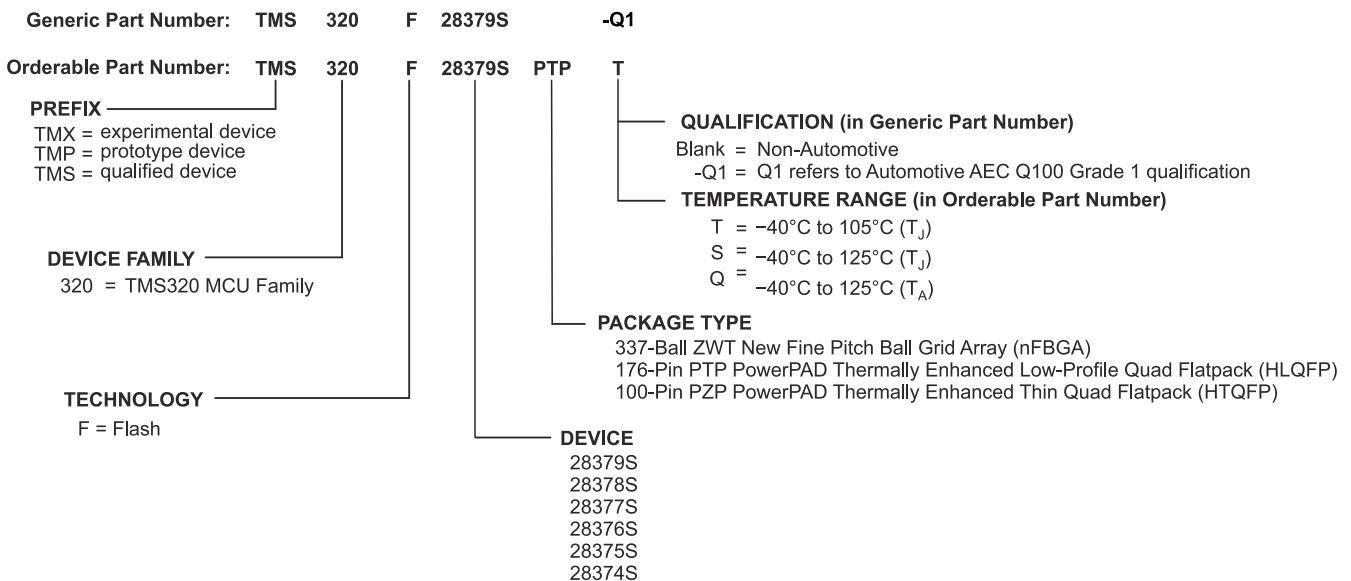 Generic Part Number: TMS 320 F 28379S -Q1
Orderable Part Number: TMS 320 F 28379S PTP T
PREFIX
TMX = experimental device
TMP = prototype device
TMS = qualified device
QUALIFICATION (in Generic Part Number)
Blank = Non-Automotive
-Q1 = Q1 refers to Automotive AEC Q100 Grade 1 qualification
TEMPERATURE RANGE (in Orderable Part Number)
T = −40°C to 105°C (TJ)
S = −40°C to 125°C (TJ)
Q = −40°C to 125°C (TA)
DEVICE FAMILY
320 = TMS320 MCU Family
PACKAGE TYPE
337-Ball ZWT New Fine Pitch Ball Grid Array (nFBGA)
176-Pin PTP PowerPAD Thermally Enhanced Low-Profile Quad Flatpack (HLQFP)
100-Pin PZP PowerPAD Thermally Enhanced Thin Quad Flatpack (HTQFP)
TECHNOLOGY
F = Flash
DEVICE
28379S
28378S
28377S
28376S
28375S
28374S